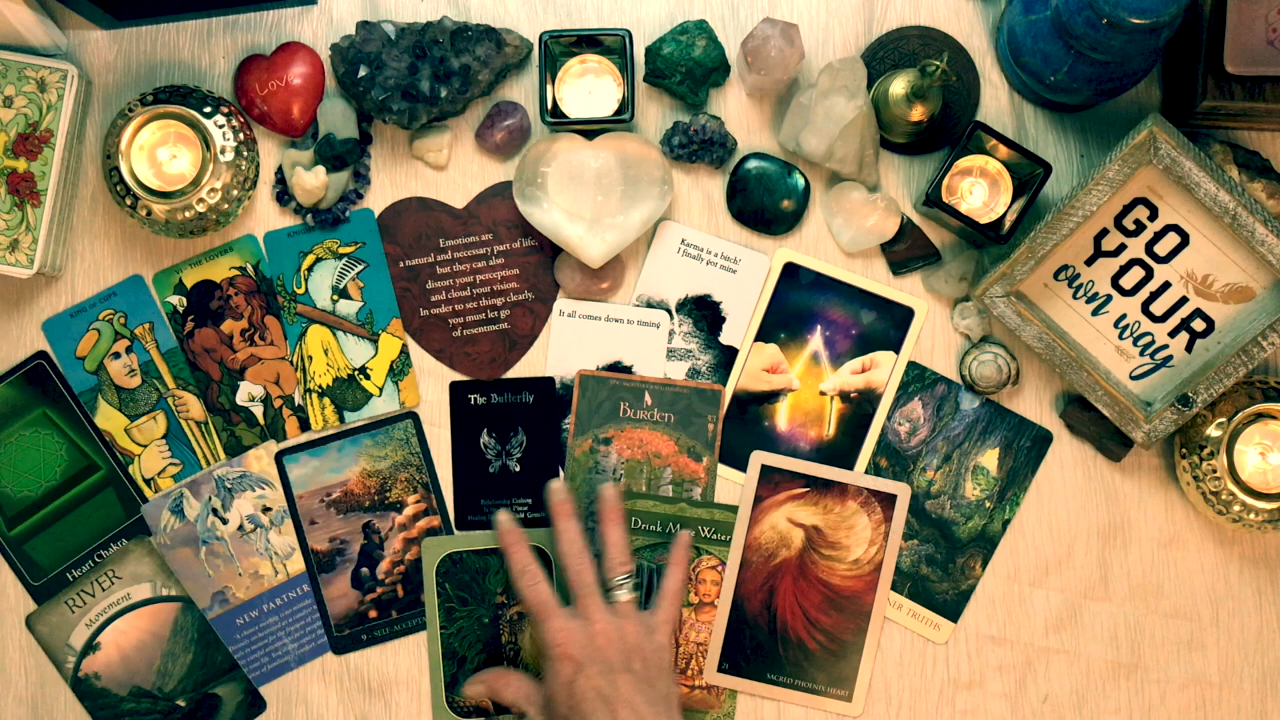 Love
KING OF CUPS
VI • THE LOVERS
Emotions are
a natural and necessary part of life,
but they can also
distort your perception
and cloud your vision.
In order to see things clearly,
you must let go
of resentment.
Karma is a bitch!
I finally got mine
It all comes down to timing
GO
YOUR
own way
The Butterfly
Burden
47
Drink More Water
Heart Chakra
RIVER
Movement
NEW PARTNER
9 - SELF-ACCEPTA
21
SACRED PHOENIX HEART
NER TRUTHS